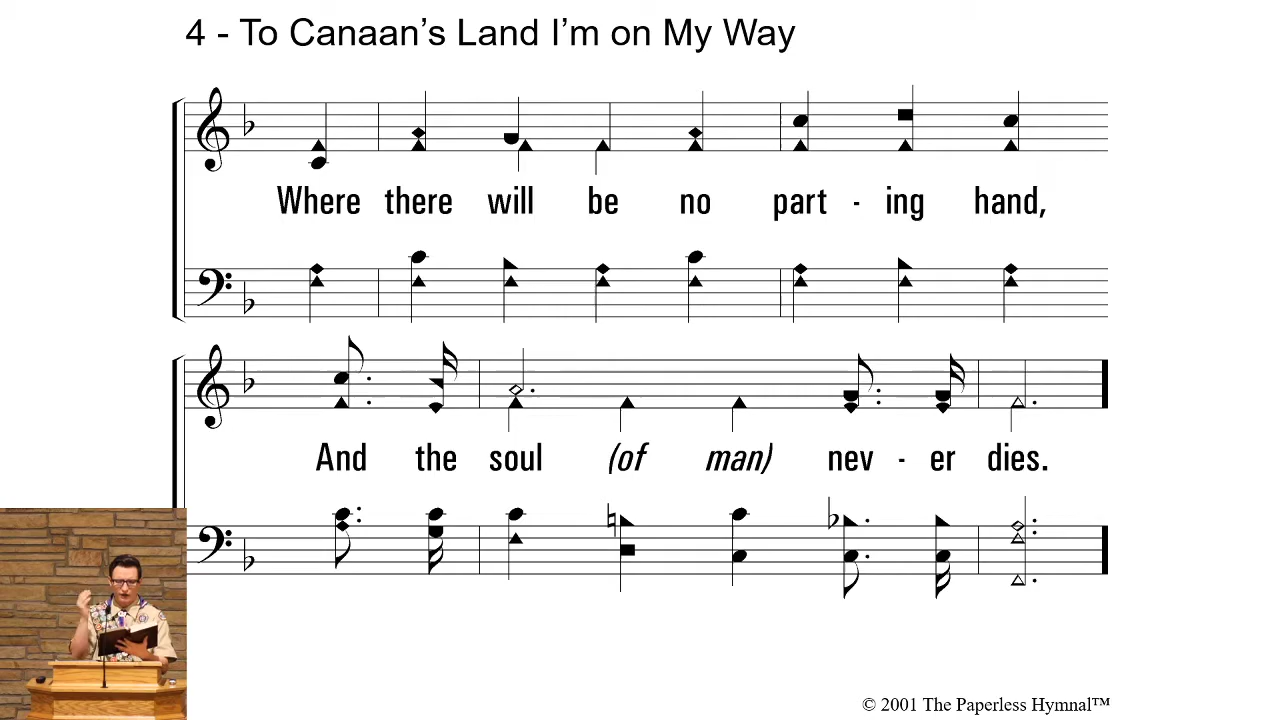 4 - To Canaan’s Land I’m on My Way
Where there will be no part - ing hand,
And the soul (of man) nev - er dies.
© 2001 The Paperless Hymnal™